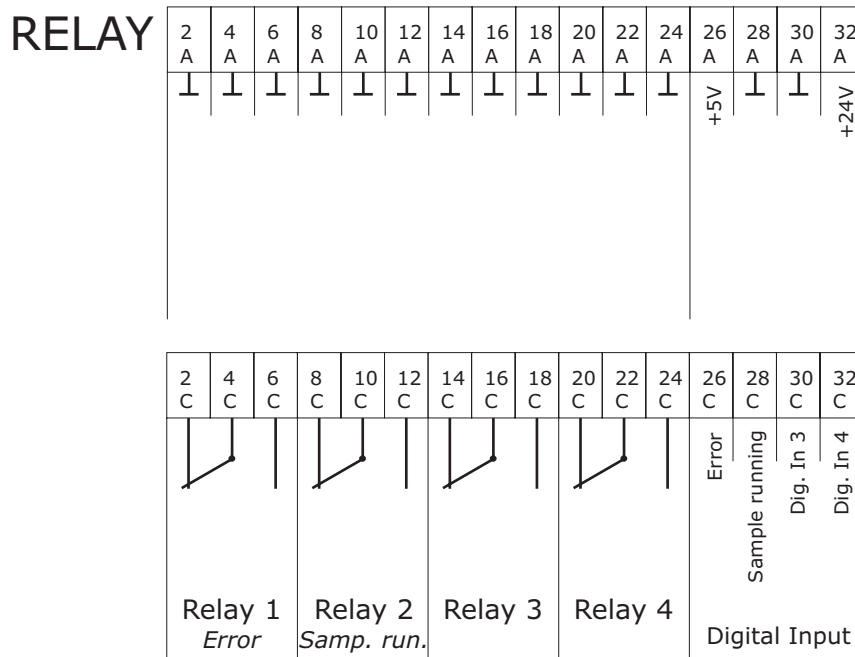 RELAY
2 4 6 8 10 12 14 16 18 20 22 24 26 28 30 32
A A A A A A A A A A A A A A A A
+5V +24V
2 4 6 8 10 12 14 16 18 20 22 24 26 28 30 32
C C C C C C C C C C C C C C C C
Error
Sample running
Dig. In 3
Dig. In 4
Relay 1 Relay 2 Relay 3 Relay 4
Error Samp. run.
Digital Input